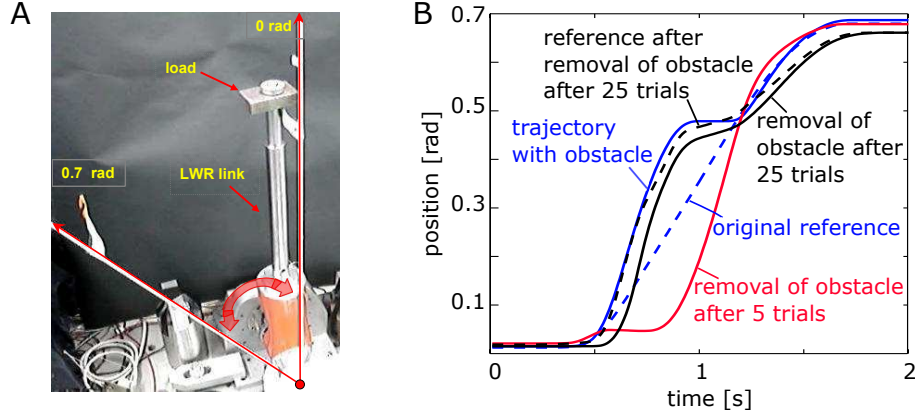 A
0 rad
load
0.7 rad
LWR link
B
0.7
0.5
0.3
0.1
position [rad]
reference after
removal of obstacle
after 25 trials
trajectory
with obstacle
removal of
obstacle after
25 trials
original reference
removal of obstacle
after 5 trials
0
1
2
time [s]